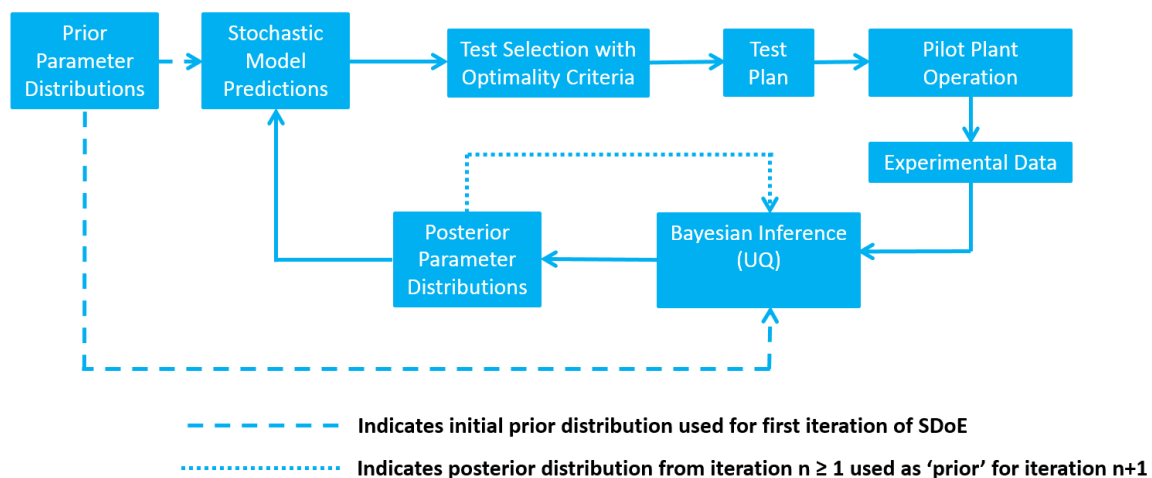 Prior
Parameter
Distributions
Stochastic
Model
Predictions
Test Selection with
Optimality Criteria
Test
Plan
Pilot Plant
Operation
Experimental Data
Posterior
Parameter
Distributions
Bayesian Inference
(UQ)
Indicates initial prior distribution used for first iteration of SDoE
Indicates posterior distribution from iteration n ≥ 1 used as ‘prior’ for iteration n+1